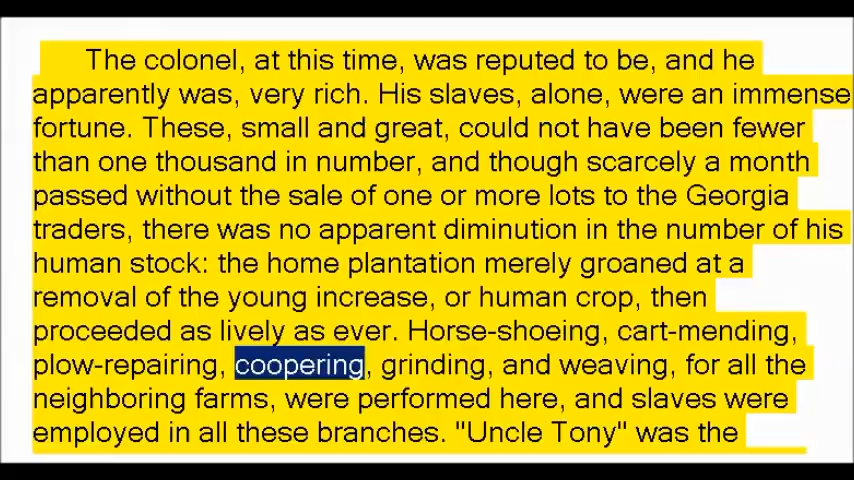 The colonel, at this time, was reputed to be, and he
apparently was, very rich. His slaves, alone, were an immense
fortune. These, small and great, could not have been fewer
than one thousand in number, and though scarcely a month
passed without the sale of one or more lots to the Georgia
traders, there was no apparent diminution in the number of his
human stock: the home plantation merely groaned at a
removal of the young increase, or human crop, then
proceeded as lively as ever. Horse-shoeing, cart-mending,
plow-repairing, coopering, grinding, and weaving, for all the
neighboring farms, were performed here, and slaves were
employed in all these branches. "Uncle Tony" was the